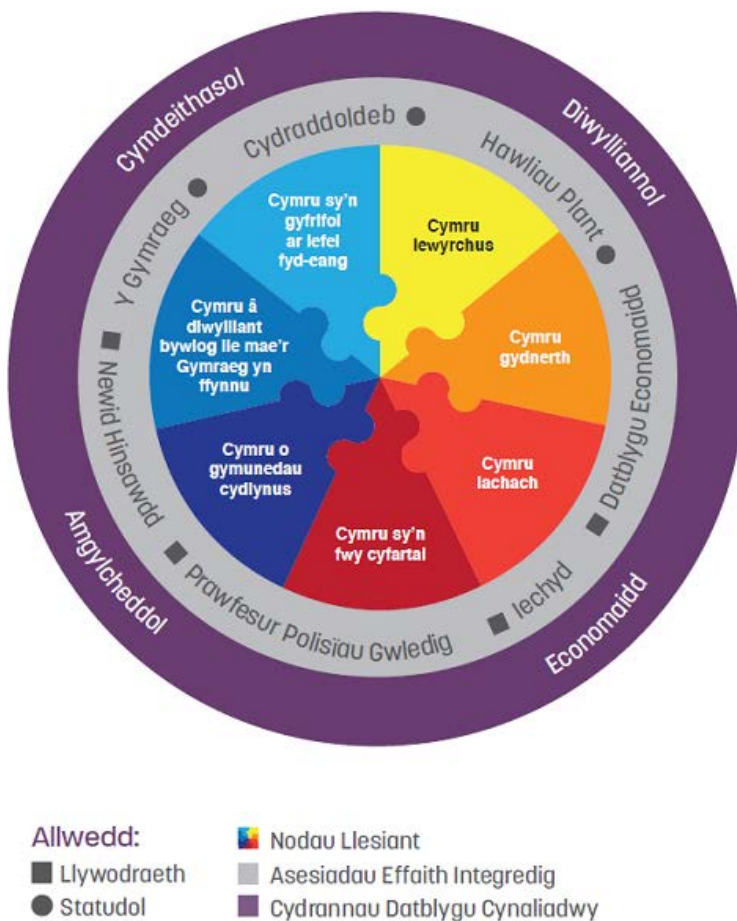 Cymdeithasol
Diwylliannol
Economaidd
Amgylcheddol
Cydraddoldeb
Hawliau Plant
Datblygu Economaidd
Iechyd
Prawfesur Polisïau Gwledig
Newid Hinsawdd
Y Gymraeg
Cymru sy'n
gyfrifol
ar lefel
fyd-eang
Cymru
lewyrchus
Cymru
gydnerth
Cymru
iachach
Cymru sy'n
fwy cyfartal
Cymru o
gymunedau
cydlynus
Cymru â
diwylliant
bywiog lle mae'r
Gymraeg yn
ffynnu
Allwedd:
Llywodraeth
Statudol
Nodau Llesiant
Asesiadau Effaith Integredig
Cydrannau Datblygu Cynaliadwy